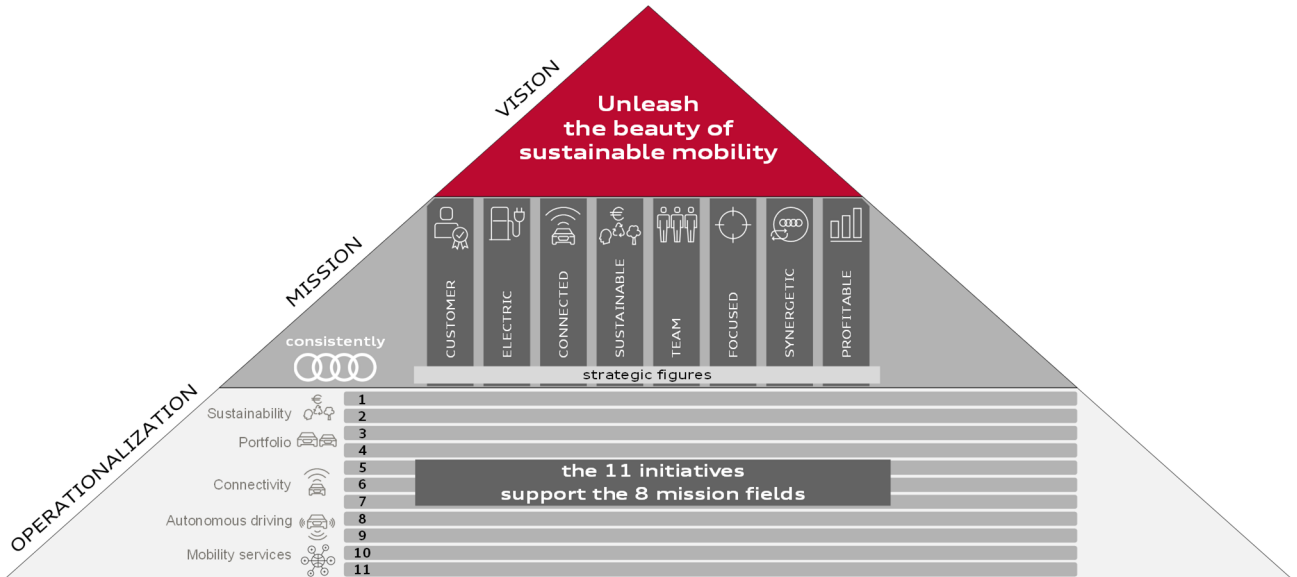 VISION
Unleash
the beauty of
sustainable mobility
MISSION
CUSTOMER
ELECTRIC
CONNECTED
€
SUSTAINABLE
TEAM
FOCUSED
SYNERGETIC
PROFITABLE
consistently
strategic figures
OPERATIONALIZATION
Sustainability €
Portfolio
Connectivity
Autonomous driving
Mobility services
1
2
3
4
5
6
7
8
9
10
11
the 11 initiatives
support the 8 mission fields